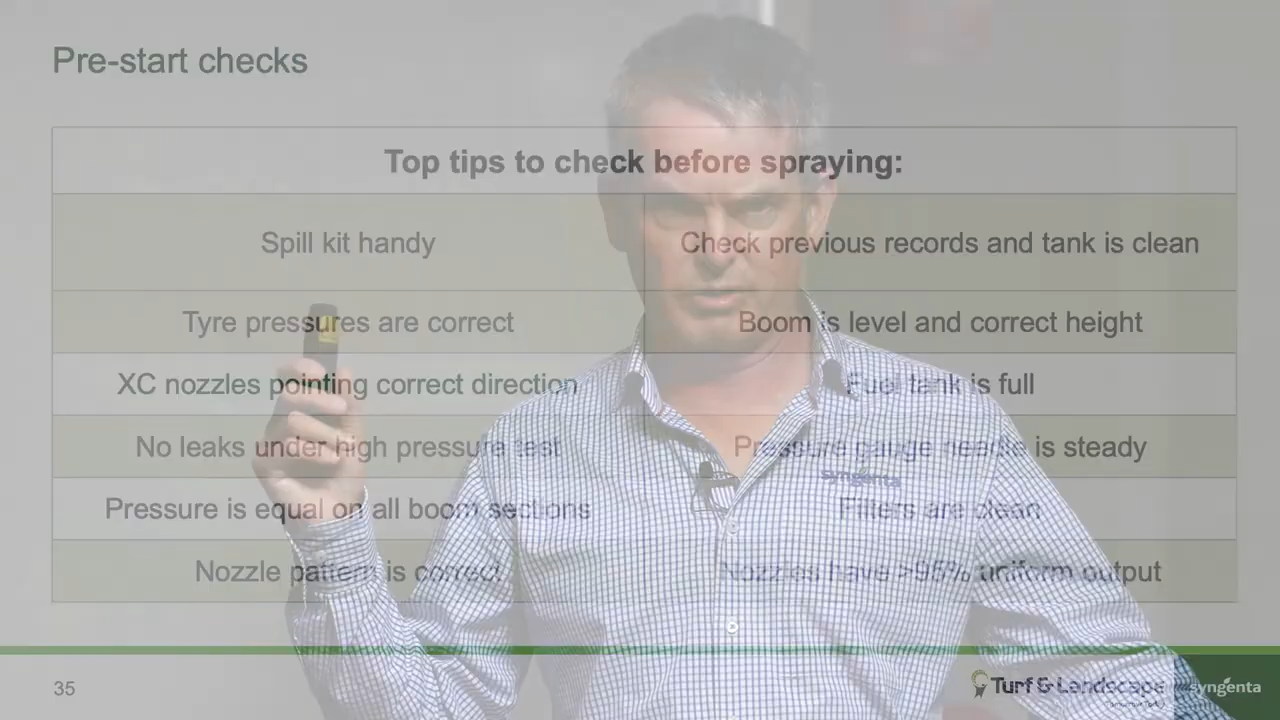 Pre-start checks
Top tips to check before spraying:
Spill kit handy
Check previous records and tank is clean
Tyre pressures are correct
Boom is level and correct height
XC nozzles pointing correct direction
Fuel tank is full
No leaks under high pressure test
Pressure gauge needle is steady
syngenta
Pressure is equal on all boom sections
Filters are clean
Nozzle pattern is correct
Nozzles have >95% uniform output
35
Turf & Landscape
Tomorrow Today
syngenta